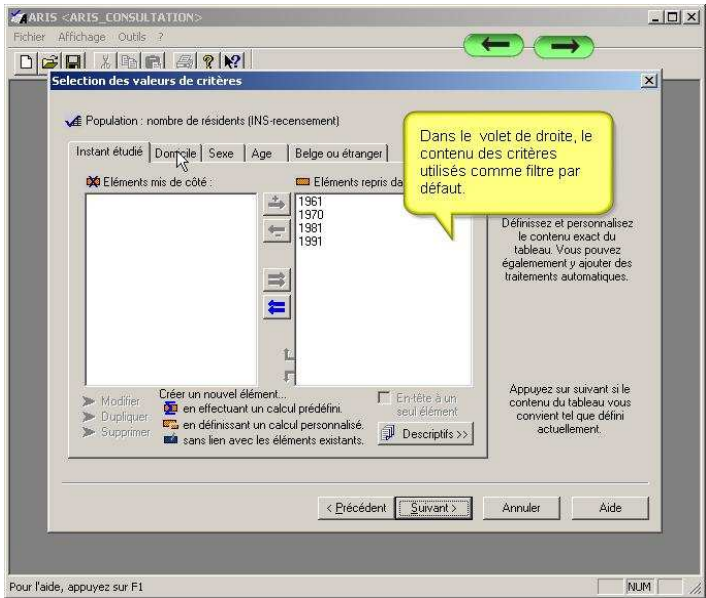 ARIS <ARIS_CONSULTATION>
Fichier Affichage Outils ?
Selection des valeurs de critères
Population : nombre de résidents (INS-recensement)
Instant étudié Domicile Sexe Age Belge ou étranger
Eléments mis de côté :
Eléments repris da
Dans le volet de droite, le
contenu des critères
utilisés comme filtre par
défaut.
1961
1970
1981
1991
Définissez et personnalisez
le contenu exact du
tableau. Vous pouvez
égalemement y ajouter des
traitements automatiques.
Modifier
Dupliquer
Supprimer
Créer un nouvel élément...
en effectuant un calcul prédéfini.
en définissant un calcul personnalisé.
sans lien avec les éléments existants.
En-tête à un
seul élément
Descriptifs >>
Appuyez sur suivant si le
contenu du tableau vous
convient tel que défini
actuellement.
< Précédent Suivant > Annuler Aide
Pour l'aide, appuyez sur F1 NUM